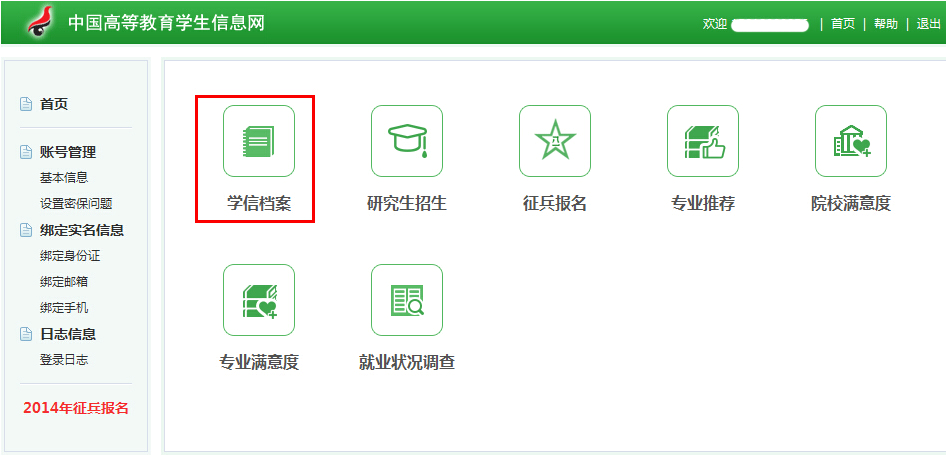 中国高等教育学生信息网
欢迎 | 首页 | 帮助 | 退出
首页
账号管理
基本信息
设置密保问题
绑定实名信息
绑定身份证
绑定邮箱
绑定手机
日志信息
登录日志
2014年征兵报名
学信档案 研究生招生 征兵报名 专业推荐 院校满意度
专业满意度 就业状况调查